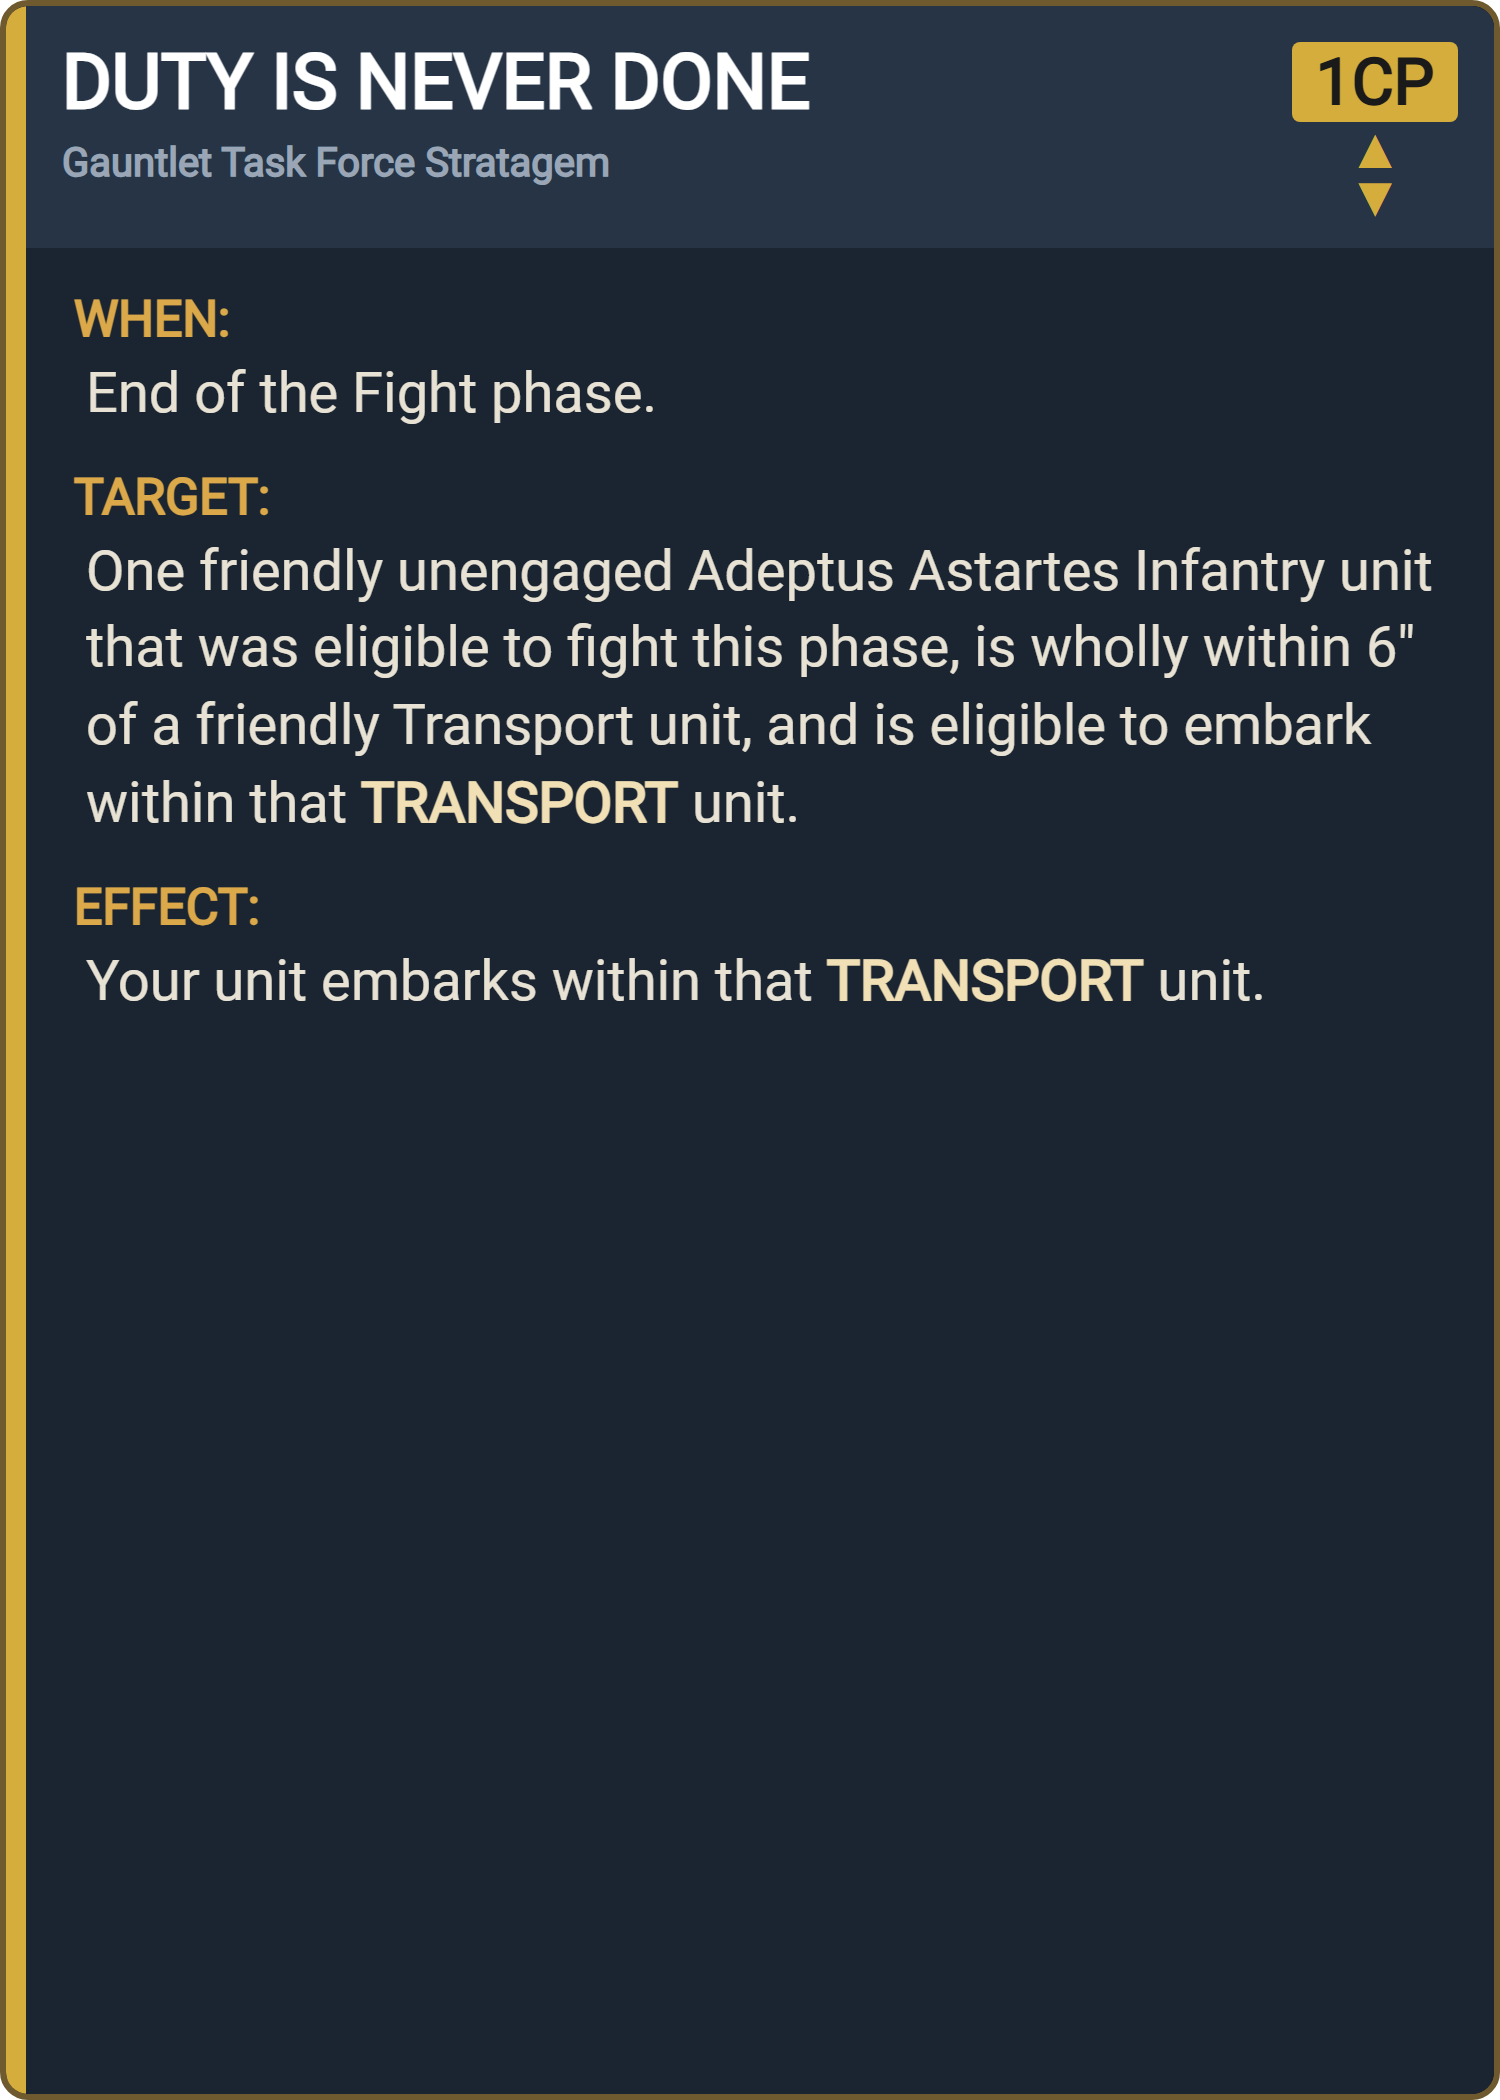 DUTY IS NEVER DONE
1CP
Gauntlet Task Force Stratagem
WHEN:
End of the Fight phase.
TARGET:
One friendly unengaged Adeptus Astartes Infantry unit
that was eligible to fight this phase, is wholly within 6"
of a friendly Transport unit, and is eligible to embark
within that TRANSPORT unit.
EFFECT:
Your unit embarks within that TRANSPORT unit.